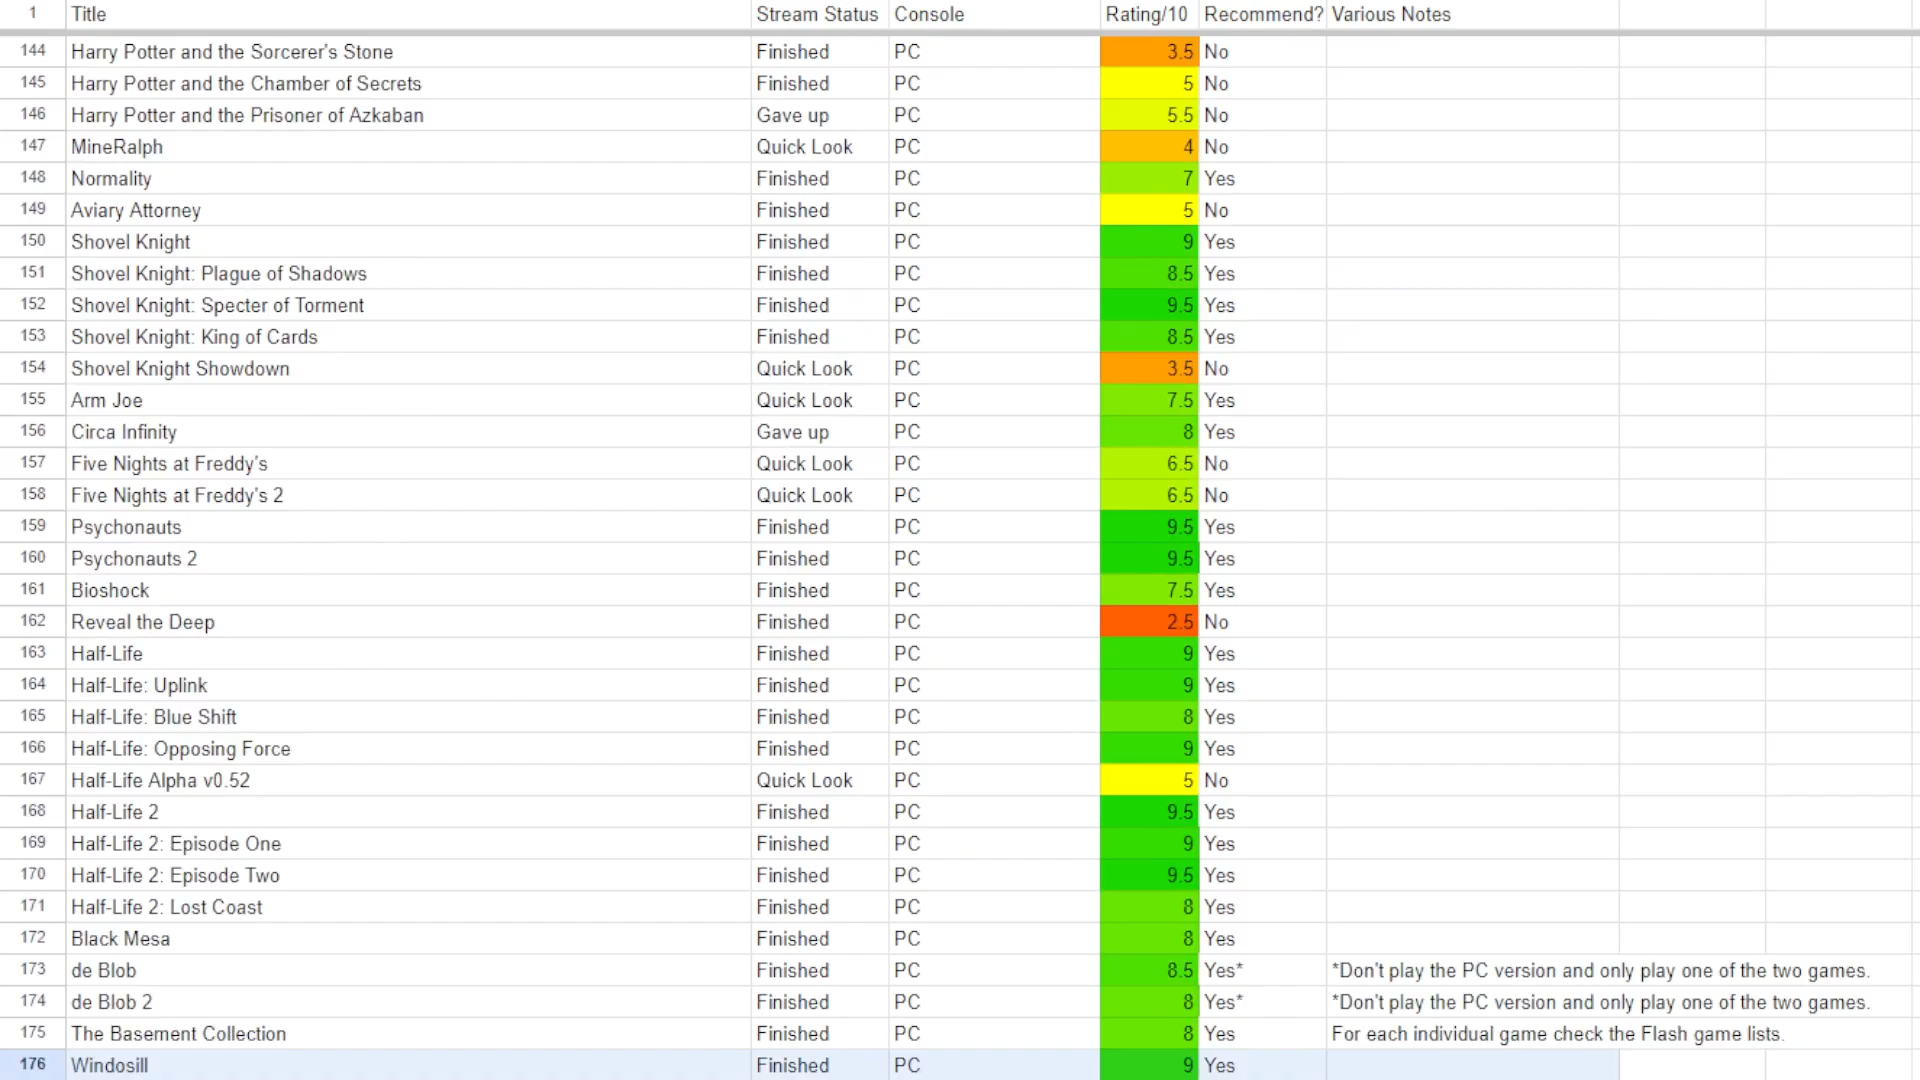 1 Title Stream Status Console Rating/10 Recommend? Various Notes
144 Harry Potter and the Sorcerer's Stone Finished PC 3.5 No
145 Harry Potter and the Chamber of Secrets Finished PC 5 No
146 Harry Potter and the Prisoner of Azkaban Gave up PC 5.5 No
147 MineRalph Quick Look PC 4 No
148 Normality Finished PC 7 Yes
149 Aviary Attorney Finished PC 5 No
150 Shovel Knight Finished PC 9 Yes
151 Shovel Knight: Plague of Shadows Finished PC 8.5 Yes
152 Shovel Knight: Specter of Torment Finished PC 9.5 Yes
153 Shovel Knight: King of Cards Finished PC 8.5 Yes
154 Shovel Knight Showdown Quick Look PC 3.5 No
155 Arm Joe Quick Look PC 7.5 Yes
156 Circa Infinity Gave up PC 8 Yes
157 Five Nights at Freddy's Quick Look PC 6.5 No
158 Five Nights at Freddy's 2 Quick Look PC 6.5 No
159 Psychonauts Finished PC 9.5 Yes
160 Psychonauts 2 Finished PC 9.5 Yes
161 Bioshock Finished PC 7.5 Yes
162 Reveal the Deep Finished PC 2.5 No
163 Half-Life Finished PC 9 Yes
164 Half-Life: Uplink Finished PC 9 Yes
165 Half-Life: Blue Shift Finished PC 8 Yes
166 Half-Life: Opposing Force Finished PC 9 Yes
167 Half-Life Alpha v0.52 Quick Look PC 5 No
168 Half-Life 2 Finished PC 9.5 Yes
169 Half-Life 2: Episode One Finished PC 9 Yes
170 Half-Life 2: Episode Two Finished PC 9.5 Yes
171 Half-Life 2: Lost Coast Finished PC 8 Yes
172 Black Mesa Finished PC 8 Yes
173 de Blob Finished PC 8.5 Yes* *Don't play the PC version and only play one of the two games.
174 de Blob 2 Finished PC 8 Yes* *Don't play the PC version and only play one of the two games.
175 The Basement Collection Finished PC 8 Yes For each individual game check the Flash game lists.
176 Windosill Finished PC 9 Yes